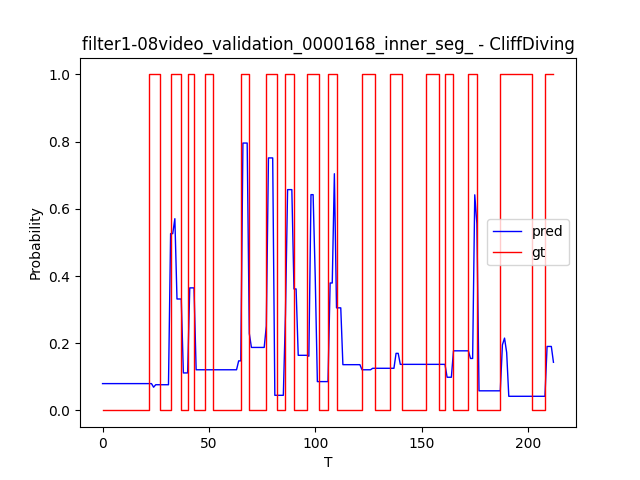 filter1-08video_validation_0000168_inner_seg_ - CliffDiving
1.0
0.8
0.6
0.4
0.2
0.0
Probability
pred
gt
0 50 100 150 200
T